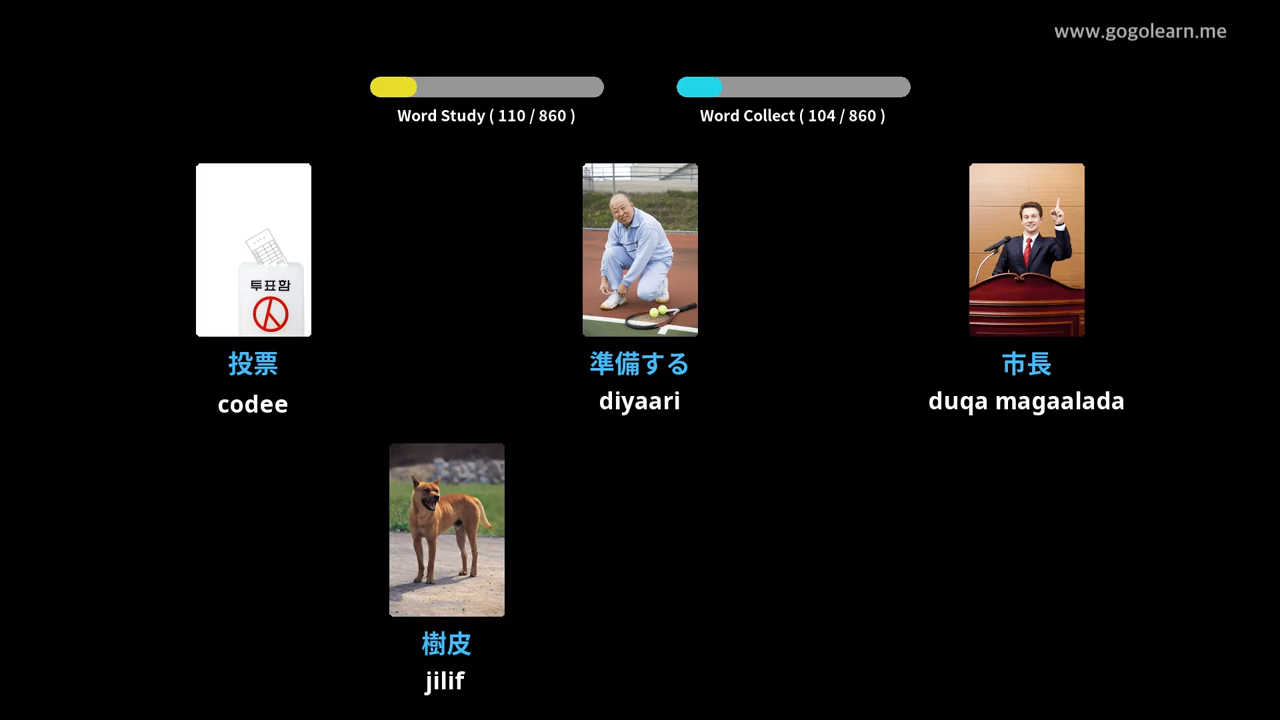 www.gogolearn.me
Word Study ( 110 / 860 )
Word Collect ( 104 / 860 )
투표함
投票
codee
準備する
diyaari
市長
duqa magaalada
樹皮
jilif